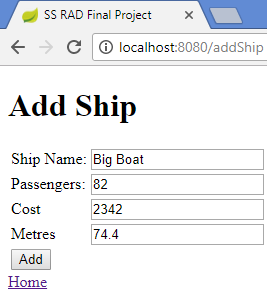 SS RAD Final Project
localhost:8080/addShip
Add Ship
Ship Name: Big Boat
Passengers: 82
Cost 2342
Metres 74.4
Add
Home